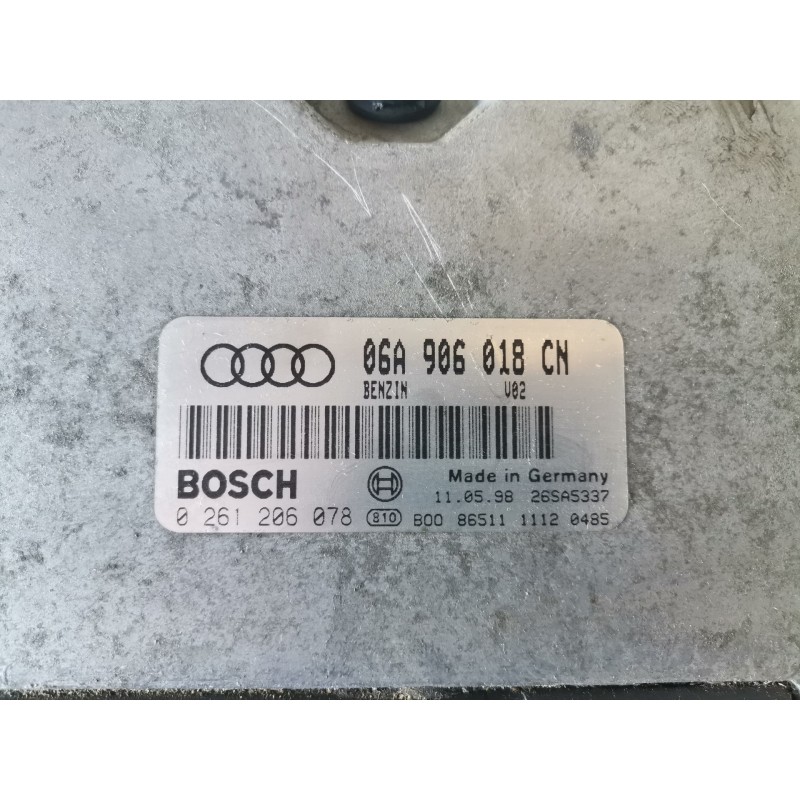 06A 906 018 CN
BENZIN V02
BOSCH Made in Germany
11.05.98 26SA5337
0 261 206 078 810 B00 86511 1112 0485